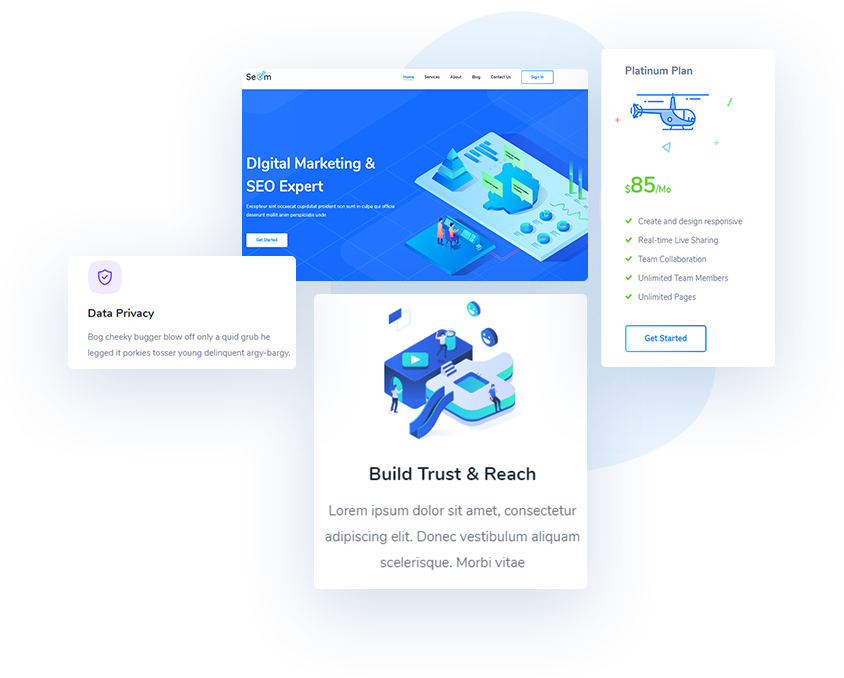 Seom
Home Services About Blog Contact Us Sign In
DIgital Marketing &
SEO Expert
Excepteur sint occaecat cupidatat proident non sunt in culpa qui officia
deserunt mollit anim perspiciatis unde
Get Started
Platinum Plan
$85/Mo
Create and design responsive
Real-time Live Sharing
Team Collaboration
Unlimited Team Members
Unlimited Pages
Get Started
Data Privacy
Bog cheeky bugger blow off only a quid grub he
legged it porkies tosser young delinquent argy-bargy.
Build Trust & Reach
Lorem ipsum dolor sit amet, consectetur
adipiscing elit. Donec vestibulum aliquam
scelerisque. Morbi vitae